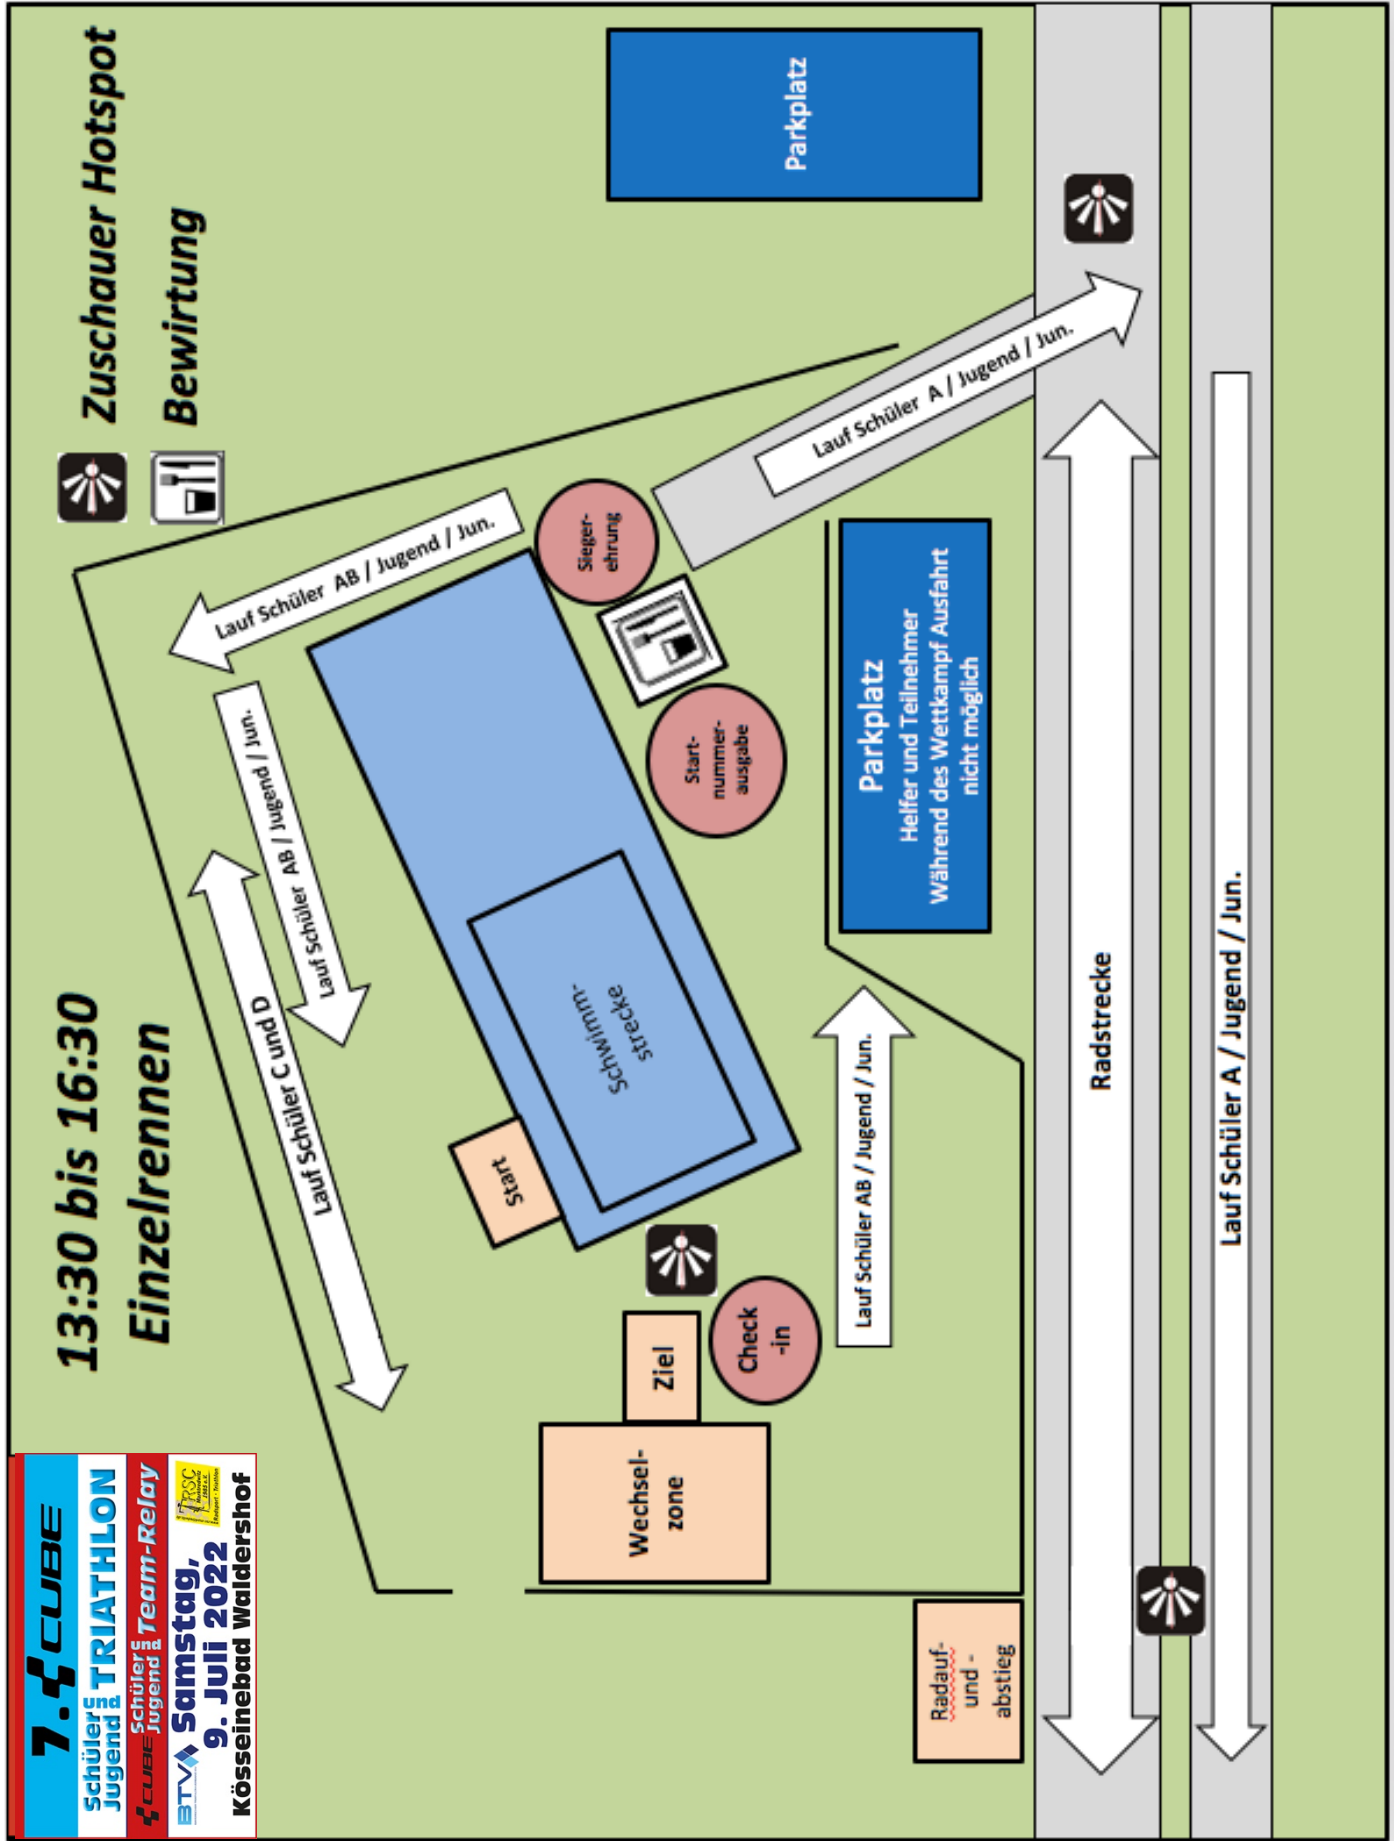 7. CUBE
Schüler und
Jugend TRIATHLON
CUBE Schüler und
Jugend Team-Relay
BTV Samstag,
9. Juli 2022
RSC
Kösseinebad Waldershof
13:30 bis 16:30
Einzelrennen
Zuschauer Hotspot
Bewirtung
Lauf Schüler C und D
Lauf Schüler AB / Jugend / Jun.
Lauf Schüler AB / Jugend / Jun.
Start
Schwimm-
strecke
Sieger-
ehrung
Start-
nummer-
ausgabe
Ziel
Check
-in
Wechsel-
zone
Parkplatz
Lauf Schüler A / Jugend / Jun.
Lauf Schüler AB / Jugend / Jun.
Parkplatz
Helfer und Teilnehmer
Während des Wettkampf Ausfahrt
nicht möglich
Radauf-
und -
abstieg
Radstrecke
Lauf Schüler A / Jugend / Jun.